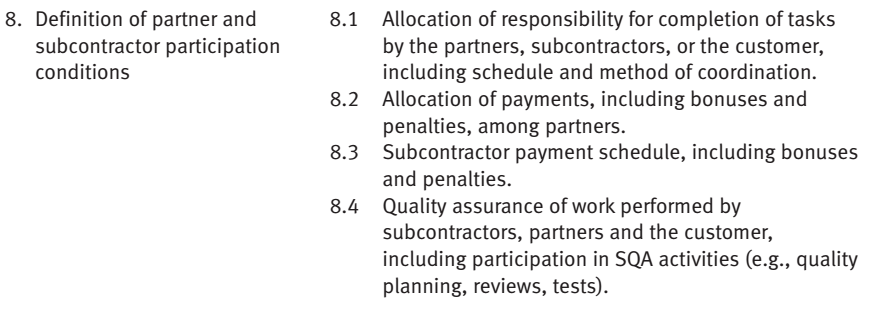 8. Definition of partner and
subcontractor participation
conditions
8.1 Allocation of responsibility for completion of tasks
by the partners, subcontractors, or the customer,
including schedule and method of coordination.
8.2 Allocation of payments, including bonuses and
penalties, among partners.
8.3 Subcontractor payment schedule, including bonuses
and penalties.
8.4 Quality assurance of work performed by
subcontractors, partners and the customer,
including participation in SQA activities (e.g., quality
planning, reviews, tests).